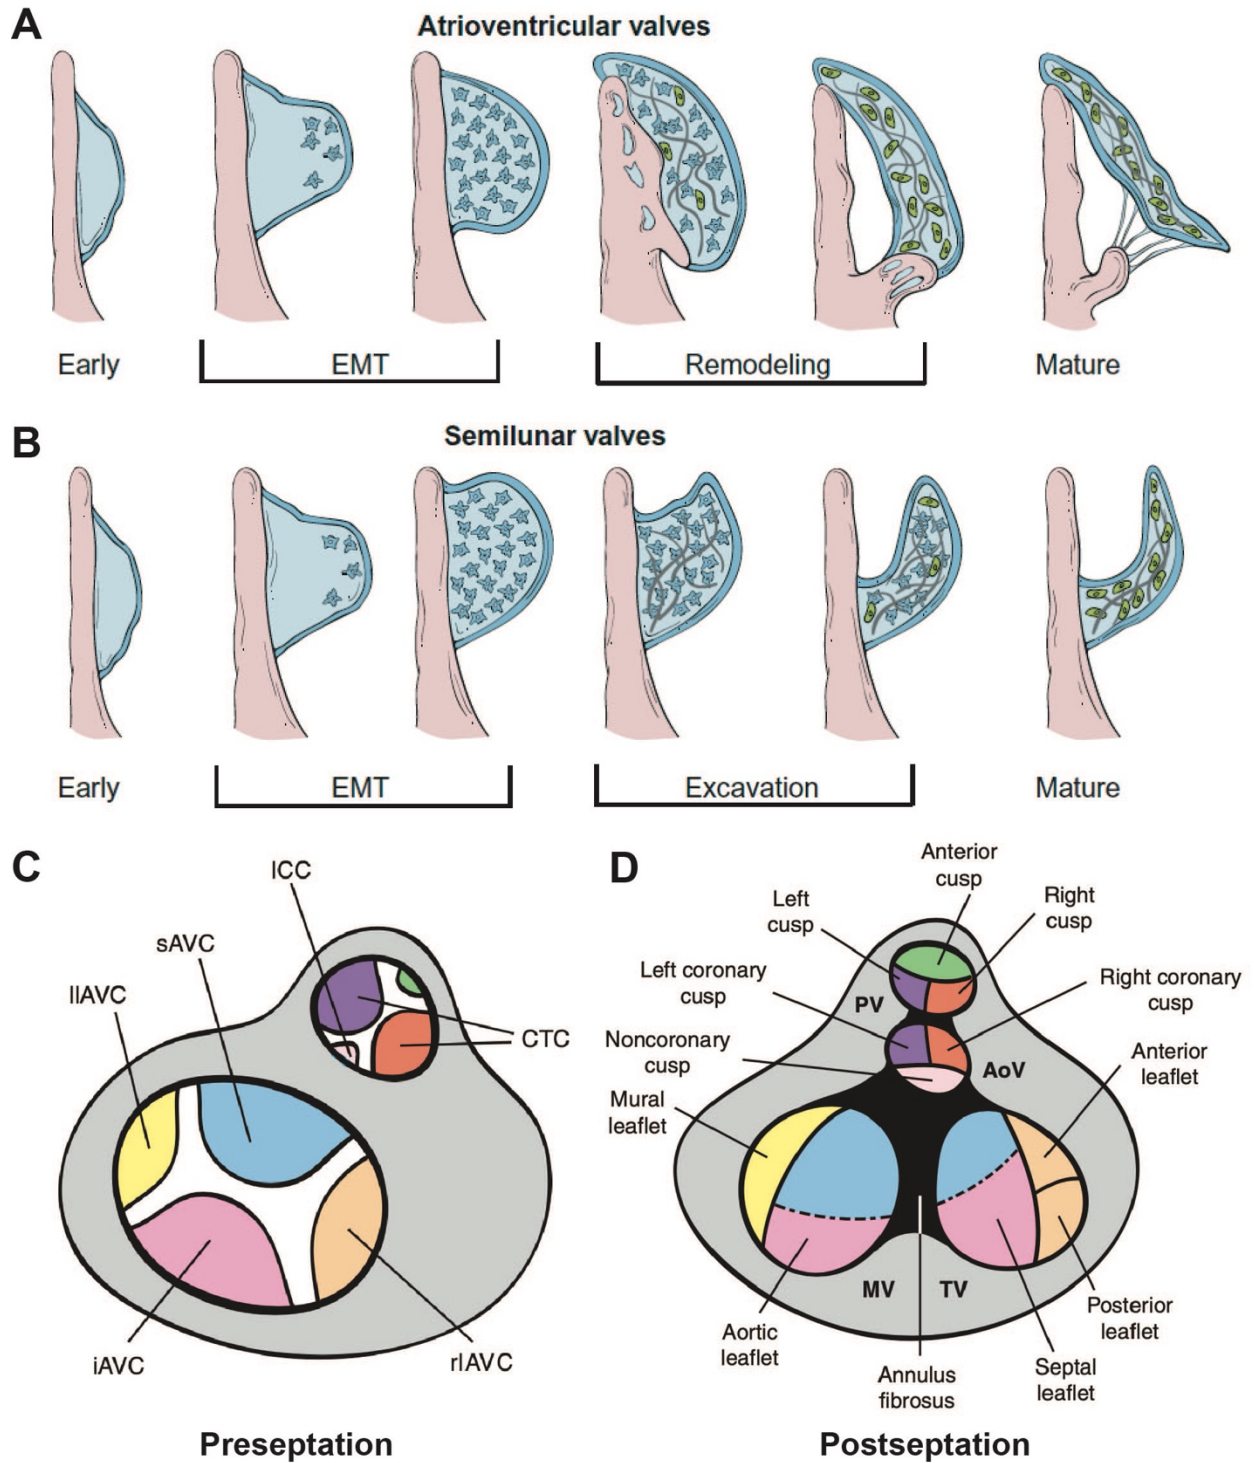 A
Atrioventricular valves
Early
EMT
Remodeling
Mature
B
Semilunar valves
Early
EMT
Excavation
Mature
C
ICC
sAVC
llAVC
CTC
iAVC
rlAVC
Preseptation
D
Anterior
cusp
Left
cusp
Right
cusp
Left coronary
cusp
Right coronary
cusp
PV
Noncoronary
cusp
AoV
Anterior
leaflet
Mural
leaflet
MV
TV
Aortic
leaflet
Annulus
fibrosus
Septal
leaflet
Posterior
leaflet
Postseptation